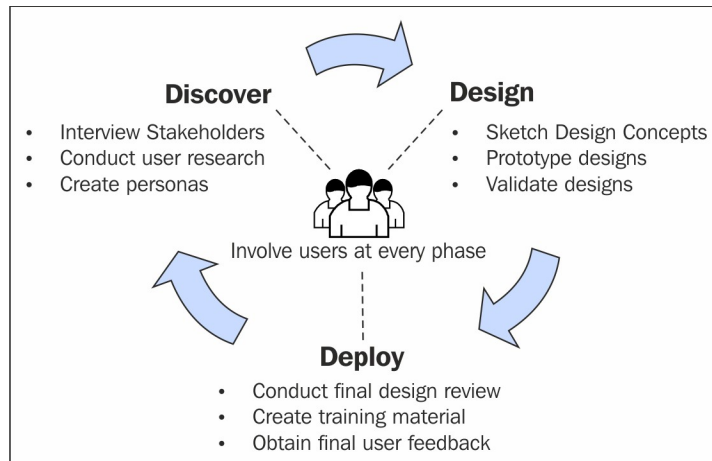 Discover
• Interview Stakeholders
• Conduct user research
• Create personas
Design
• Sketch Design Concepts
• Prototype designs
• Validate designs
Involve users at every phase
Deploy
• Conduct final design review
• Create training material
• Obtain final user feedback